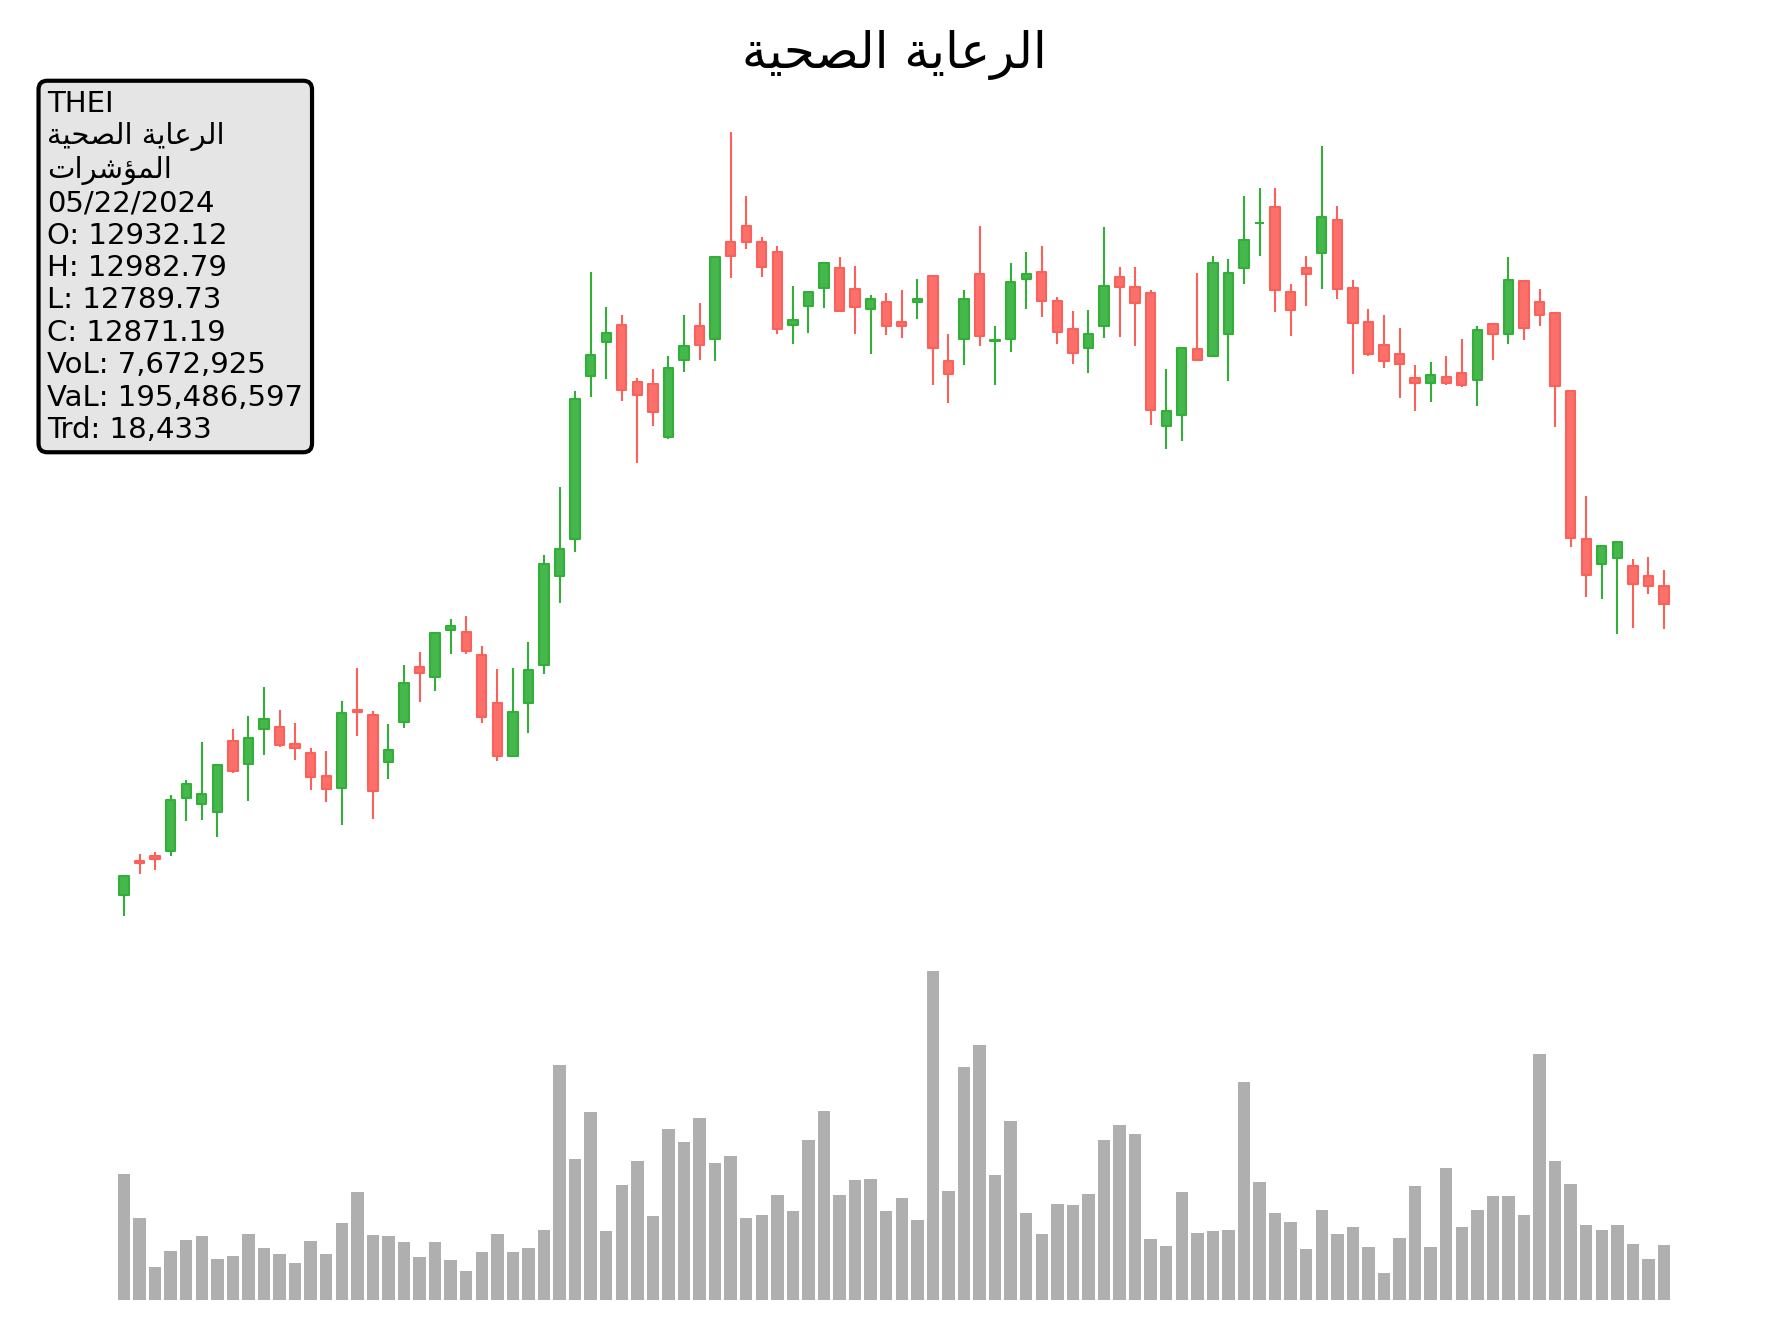 الرعاية الصحية
THEI
الرعاية الصحية
المؤشرات
05/22/2024
O: 12932.12
H: 12982.79
L: 12789.73
C: 12871.19
VoL: 7,672,925
VaL: 195,486,597
Trd: 18,433